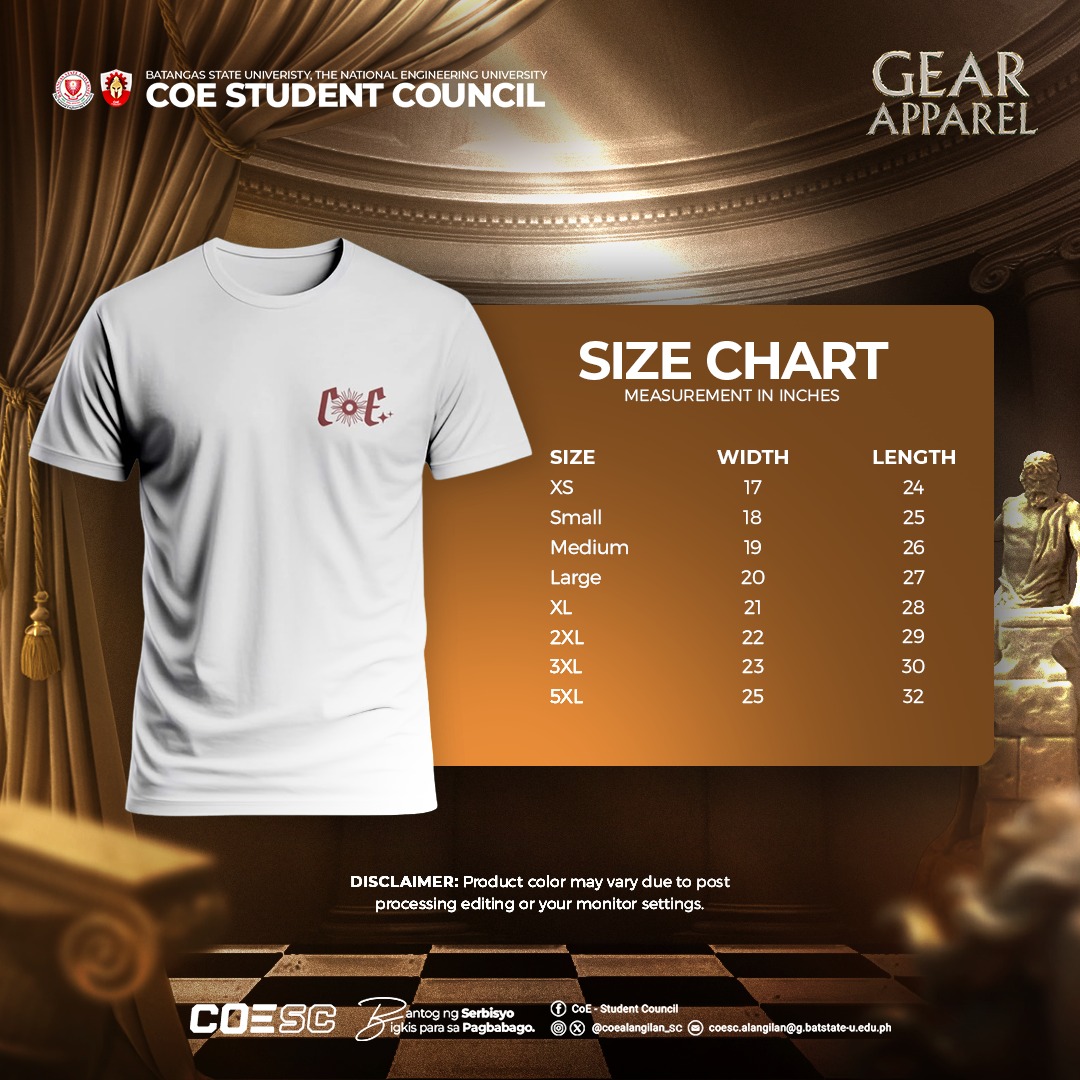 BATANGAS STATE UNIVERISTY, THE NATIONAL ENGINEERING UNIVERSITY
COE STUDENT COUNCIL
GEAR
APPAREL
CoE
SIZE CHART
MEASUREMENT IN INCHES
SIZE WIDTH LENGTH
XS 17 24
Small 18 25
Medium 19 26
Large 20 27
XL 21 28
2XL 22 29
3XL 23 30
5XL 25 32
DISCLAIMER: Product color may vary due to post
processing editing or your monitor settings.
COESC
Bantog ng Serbisyo
Bigkis para sa Pagbabago.
CoE - Student Council
@coealangilan_sc coesc.alangilan@g.batstate-u.edu.ph